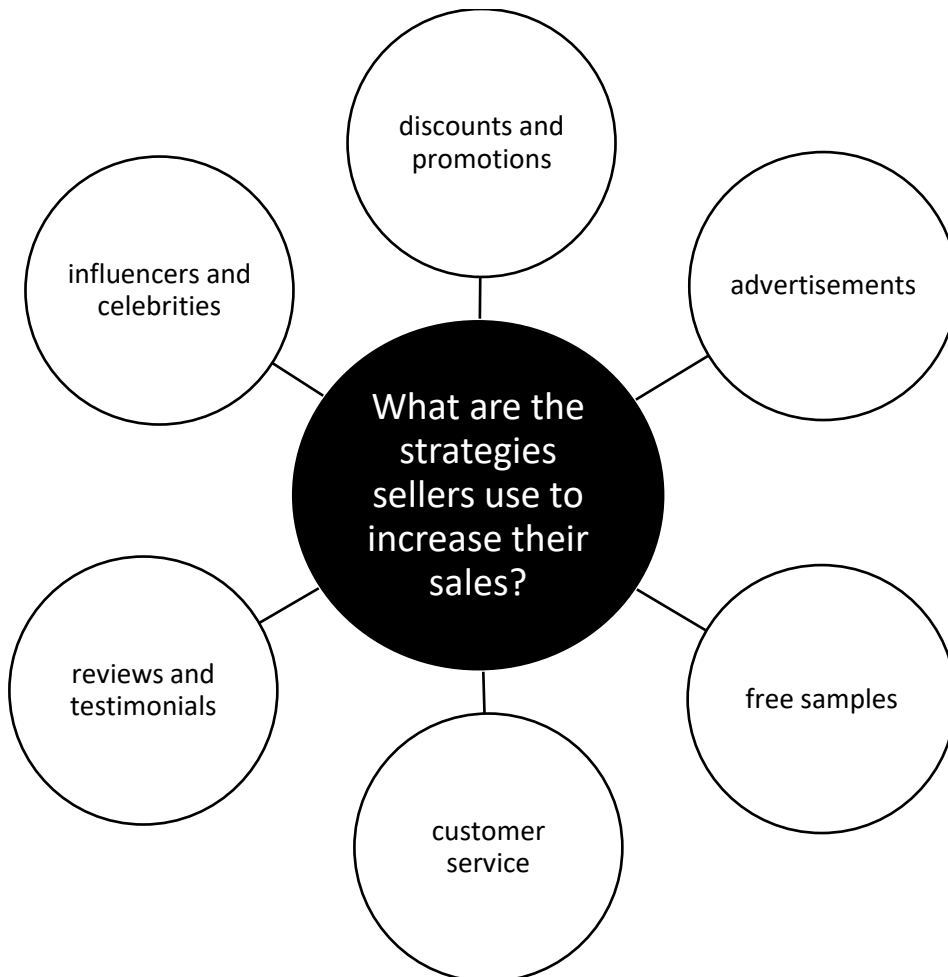 discounts and
promotions
influencers and
celebrities
advertisements
What are the
strategies
sellers use to
increase their
sales?
reviews and
testimonials
free samples
customer
service